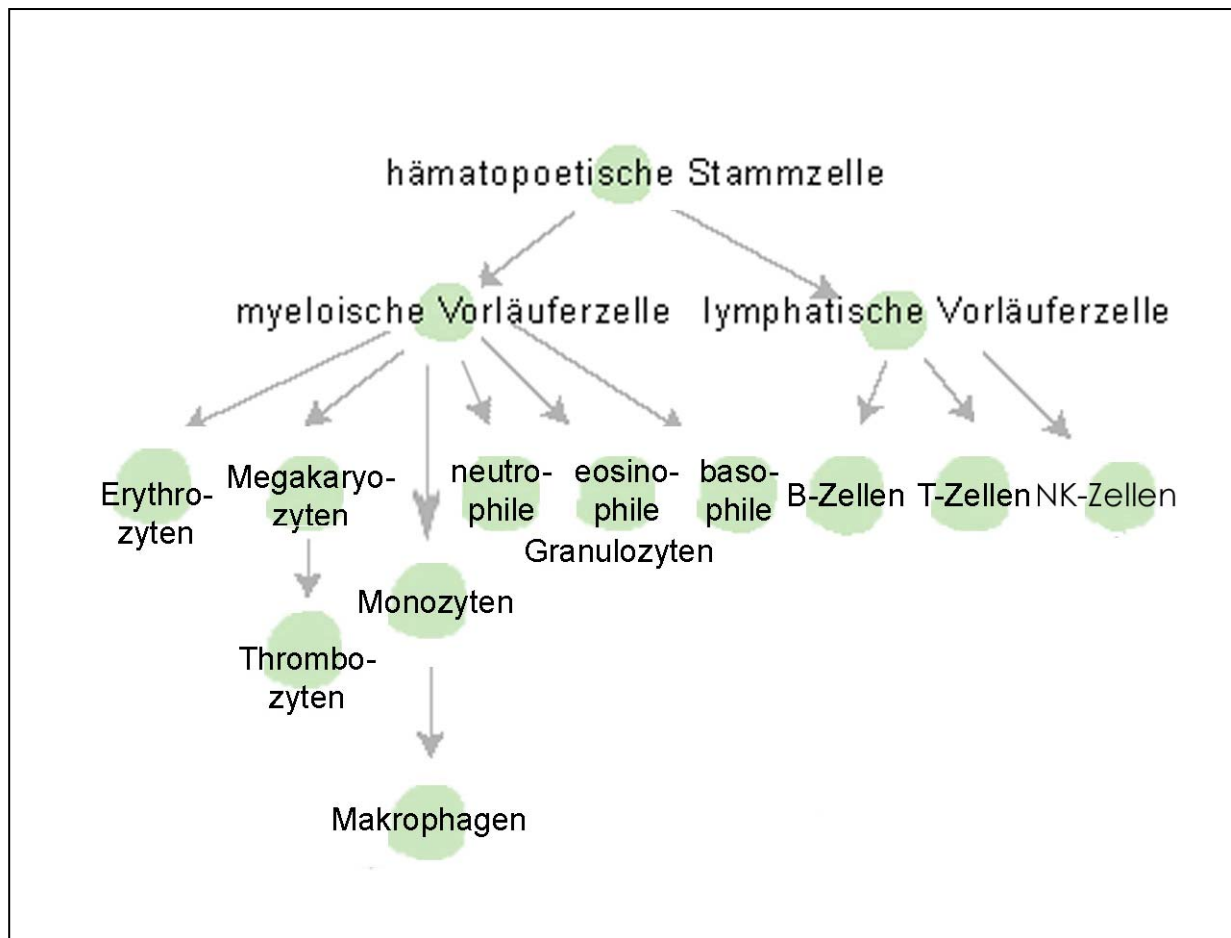 hämatopoetische Stammzelle
myeloische Vorläuferzelle
lymphatische Vorläuferzelle
Erythro-
zyten
Megakaryo-
zyten
neutro-
phile
eosino-
phile
baso-
phile
Granulozyten
B-Zellen
T-Zellen
NK-Zellen
Thrombo-
zyten
Monozyten
Makrophagen